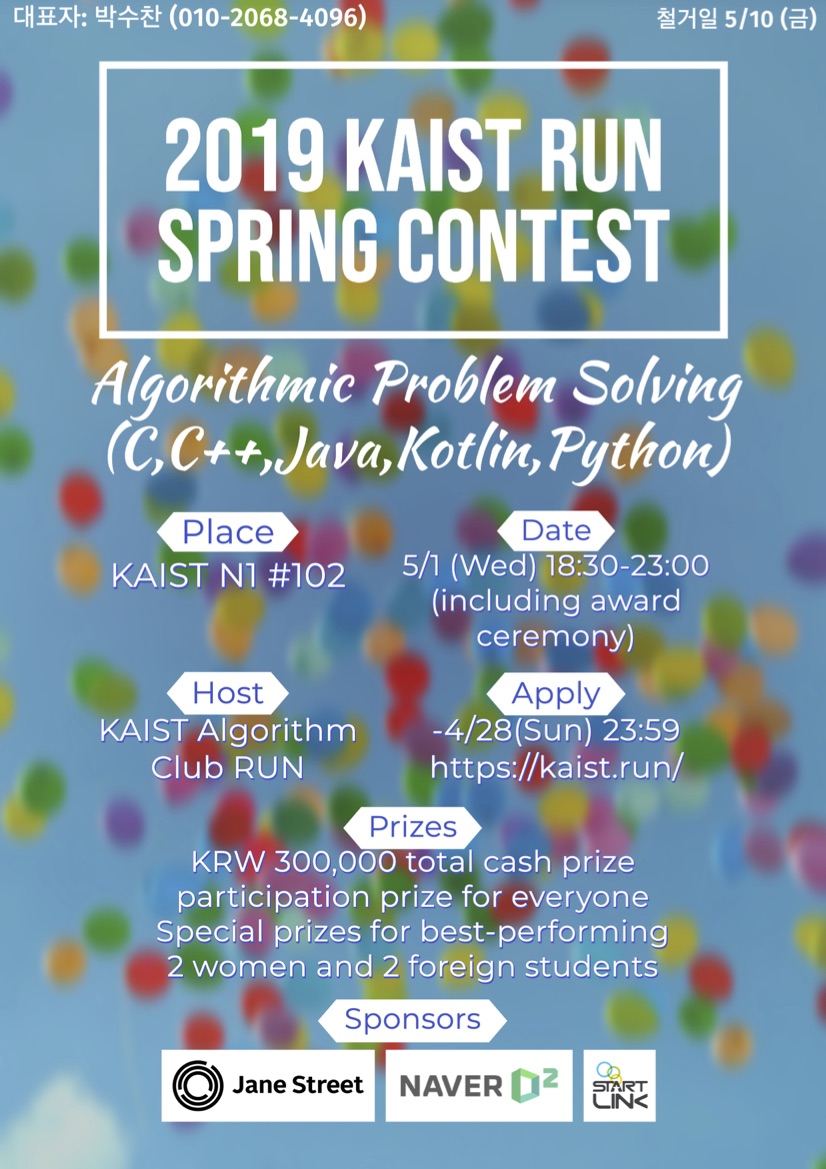 대표자: 박수찬 (010-2068-4096)
철거일 5/10 (금)
2019 KAIST RUN
SPRING CONTEST
Algorithmic Problem Solving
(C,C++,Java,Kotlin,Python)
Place
KAIST N1 #102
Date
5/1 (Wed) 18:30-23:00
(including award
ceremony)
Host
KAIST Algorithm
Club RUN
Apply
-4/28(Sun) 23:59
https://kaist.run/
Prizes
KRW 300,000 total cash prize
participation prize for everyone
Special prizes for best-performing
2 women and 2 foreign students
Sponsors
Jane Street
NAVER D2
START
LINK